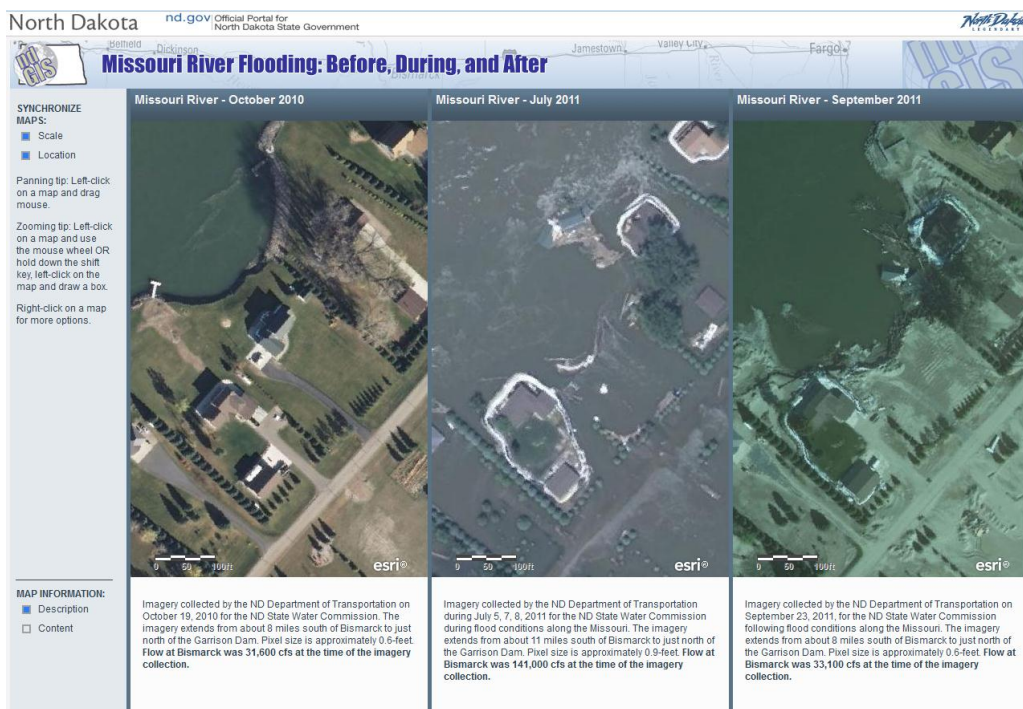 North Dakota
nd.gov Official Portal for
North Dakota State Government
North Dakota
LEGENDARY
Belfield
Dickinson
Bismarck
Jamestown
Valley City
Fargo
nd
GIS
Missouri River Flooding: Before, During, and After
nd
GIS
SYNCHRONIZE
MAPS:
Scale
Location
Panning tip: Left-click
on a map and drag
mouse.
Zooming tip: Left-click
on a map and use
the mouse wheel OR
hold down the shift
key, left-click on the
map and draw a box.
Right-click on a map
for more options.
MAP INFORMATION:
Description
Content
Missouri River - October 2010
0 50 100ft
esri®
Imagery collected by the ND Department of Transportation on
October 19, 2010 for the ND State Water Commission. The
imagery extends from about 8 miles south of Bismarck to just
north of the Garrison Dam. Pixel size is approximately 0.6-feet.
Flow at Bismarck was 31,600 cfs at the time of the imagery
collection.
Missouri River - July 2011
0 50 100ft
esri®
Imagery collected by the ND Department of Transportation
during July 5, 7, 8, 2011 for the ND State Water Commission
during flood conditions along the Missouri. The imagery
extends from about 11 miles south of Bismarck to just north of
the Garrison Dam. Pixel size is approximately 0.9-feet. Flow at
Bismarck was 141,000 cfs at the time of the imagery
collection.
Missouri River - September 2011
0 50 100ft
esri®
Imagery collected by the ND Department of Transportation on
September 23, 2011, for the ND State Water Commission
following flood conditions along the Missouri. The imagery
extends from about 8 miles south of Bismarck to just north of
the Garrison Dam. Pixel size is approximately 0.6-feet. Flow at
Bismarck was 33,100 cfs at the time of the imagery
collection.